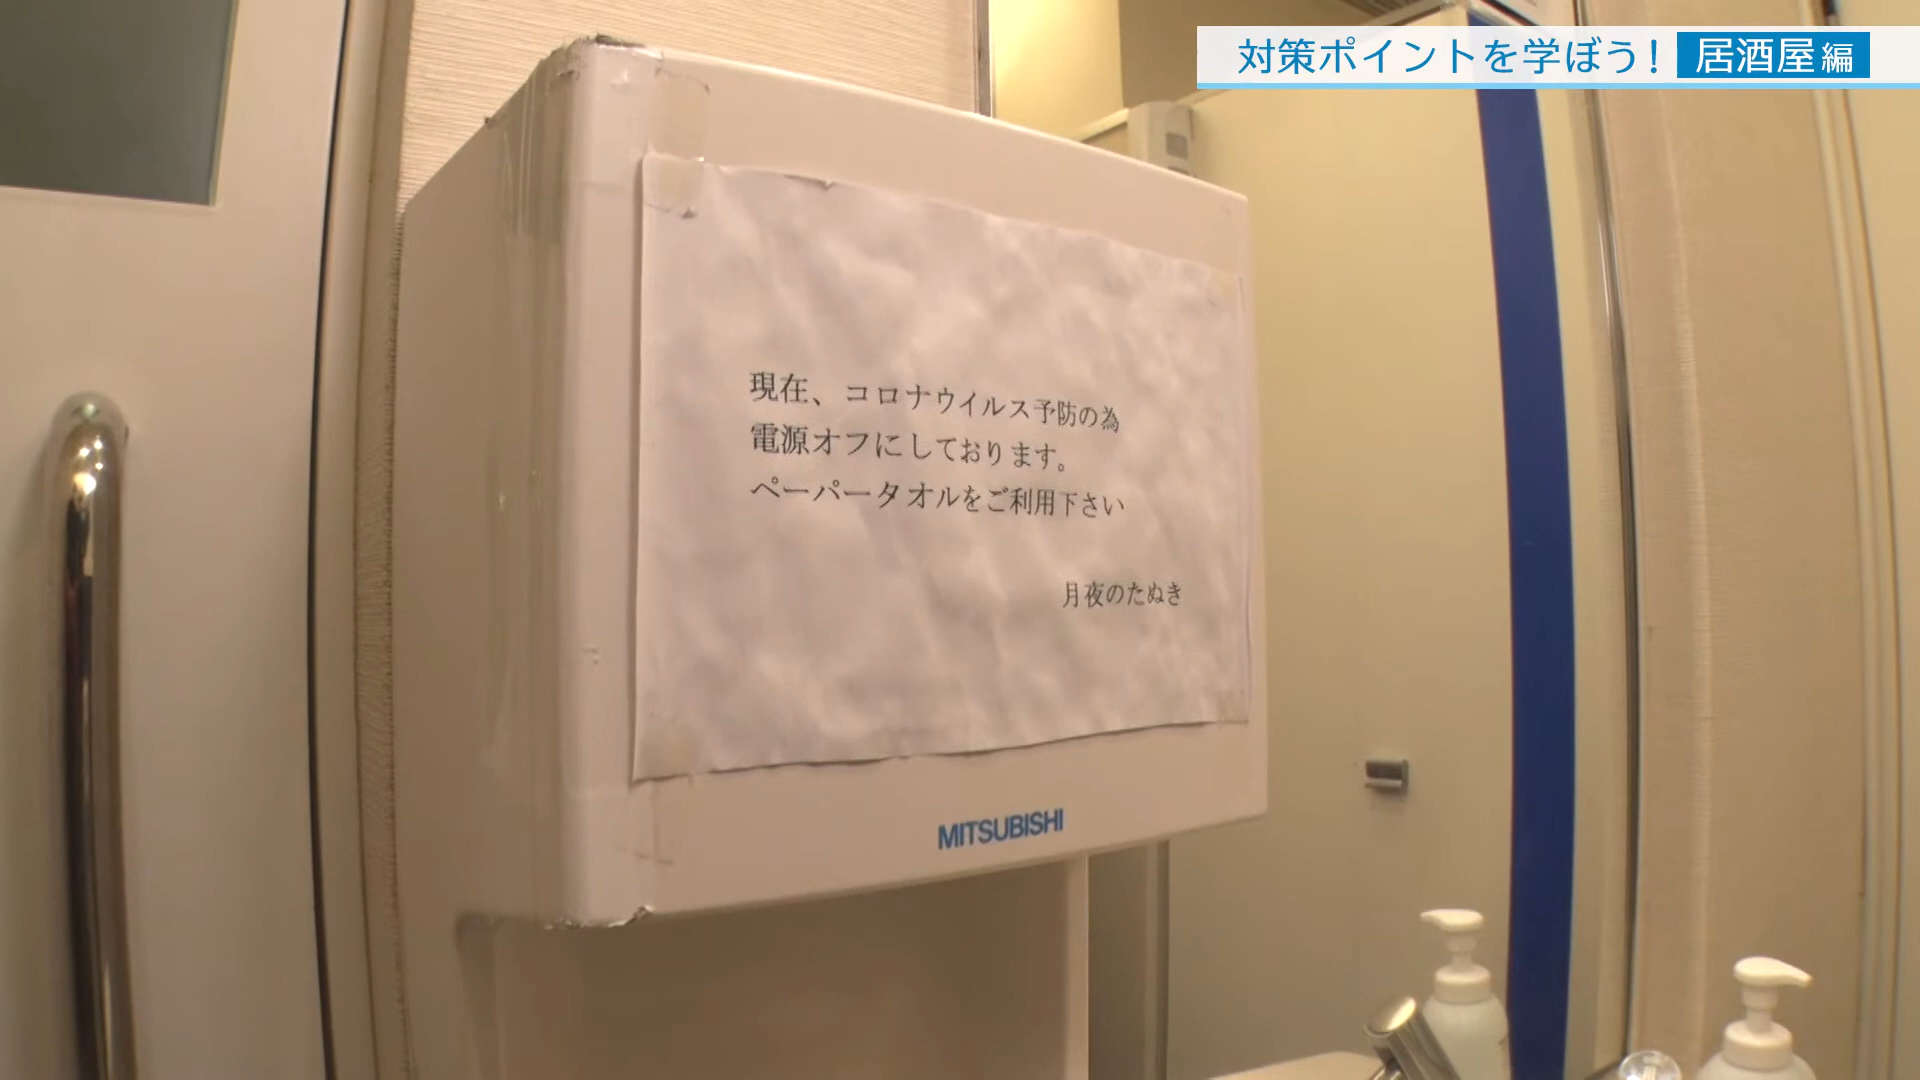 対策ポイントを学ぼう！ 居酒屋編
現在、コロナウイルス予防の為
電源オフにしております。
ペーパータオルをご利用下さい
月夜のたぬき
MITSUBISHI